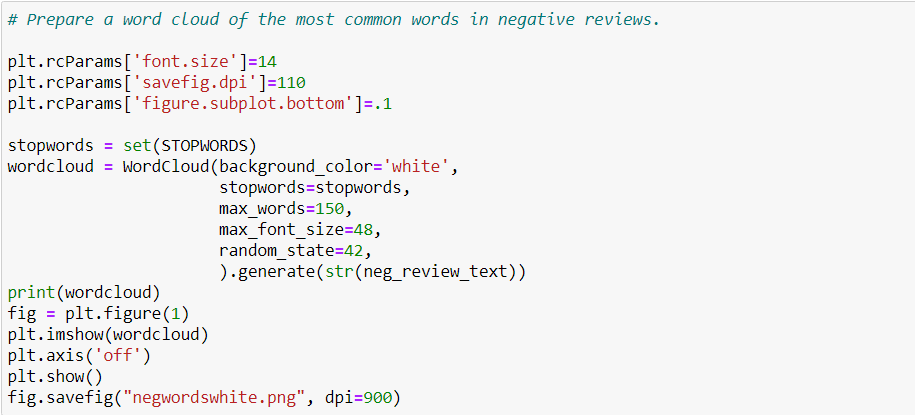 # Prepare a word cloud of the most common words in negative reviews.

plt.rcParams['font.size']=14
plt.rcParams['savefig.dpi']=110
plt.rcParams['figure.subplot.bottom']=.1

stopwords = set(STOPWORDS)
wordcloud = WordCloud(background_color='white',
                      stopwords=stopwords,
                      max_words=150,
                      max_font_size=48,
                      random_state=42,
                      ).generate(str(neg_review_text))
print(wordcloud)
fig = plt.figure(1)
plt.imshow(wordcloud)
plt.axis('off')
plt.show()
fig.savefig("negwordswhite.png", dpi=900)